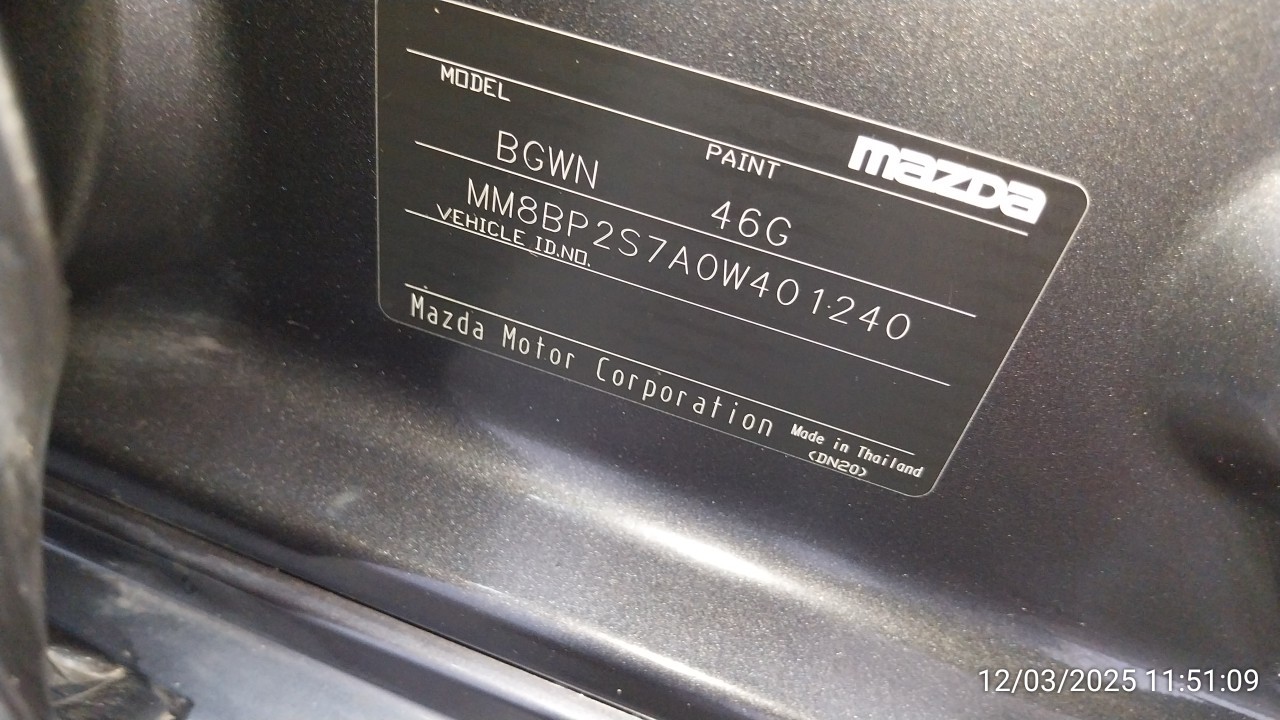 mazda
MODEL PAINT
BGWN 46G
MM8BP2S7A0W401240
VEHICLE ID.NO.
Mazda Motor Corporation Made in Thailand
(DN20)
12/03/2025 11:51:09